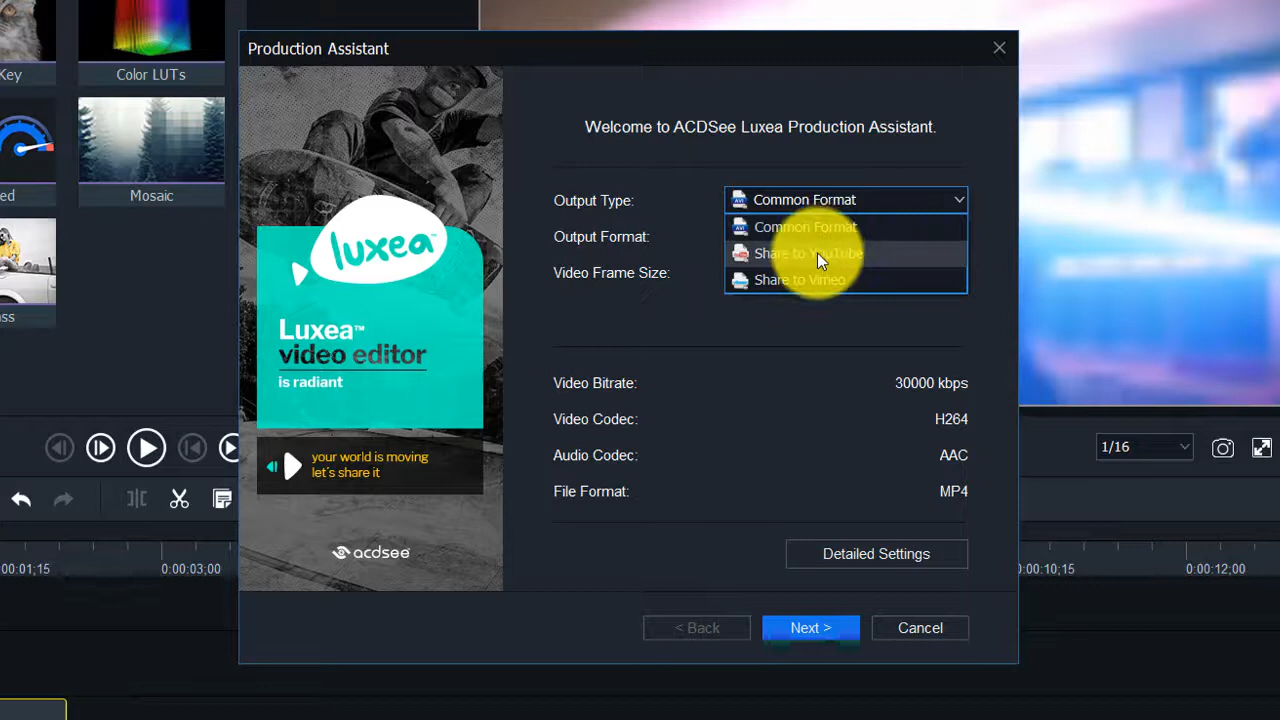 Key
Color LUTs
ed
Mosaic
ss
Production Assistant
luxea™
Luxea™
video editor
is radiant
your world is moving
let's share it
acdsee
Welcome to ACDSee Luxea Production Assistant.
Output Type:
Common Format
Output Format:
Common Format
Share to YouTube
Video Frame Size:
Share to Vimeo
Video Bitrate:
30000 kbps
Video Codec:
H264
Audio Codec:
AAC
File Format:
MP4
Detailed Settings
< Back
Next >
Cancel
1/16
00:01;15
0:00:03;00
0:00:10;15
0:00:12;00